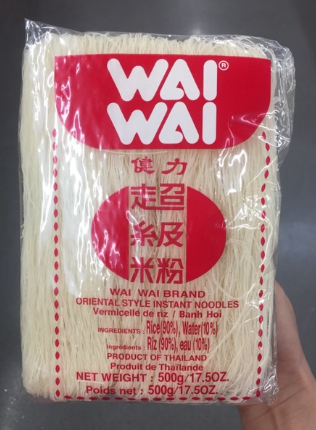 WAI®
WAI
健力
超
級
米粉
WAI WAI BRAND
ORIENTAL STYLE INSTANT NOODLES
Vermicelle de riz / Banh Hoi
INGREDIENTS: Rice(90%), Water(10%)
Ingrédients : Riz (90%), eau (10%)
PRODUCT OF THAILAND
Produit de Thaïlande
NET WEIGHT : 500g/17.5OZ.
Poids net : 500g/17.5OZ.